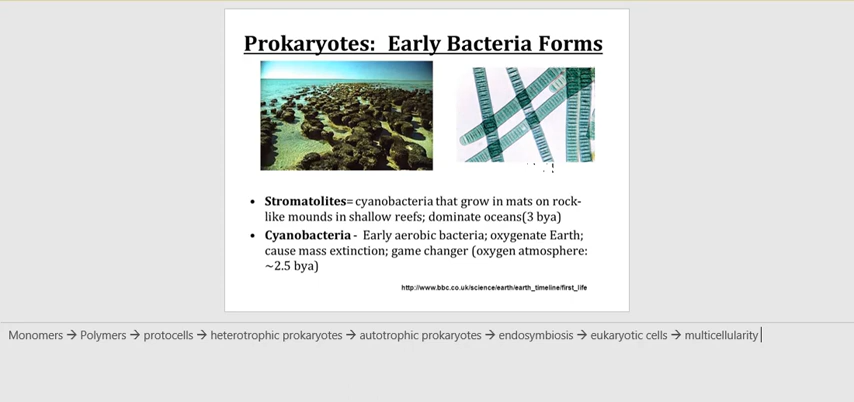 Prokaryotes: Early Bacteria Forms
• Stromatolites= cyanobacteria that grow in mats on rock-
like mounds in shallow reefs; dominate oceans(3 bya)
• Cyanobacteria - Early aerobic bacteria; oxygenate Earth;
cause mass extinction; game changer (oxygen atmosphere:
~2.5 bya)
http://www.bbc.co.uk/science/earth/earth_timeline/first_life
Monomers → Polymers → protocells → heterotrophic prokaryotes → autotrophic prokaryotes → endosymbiosis → eukaryotic cells → multicellularity